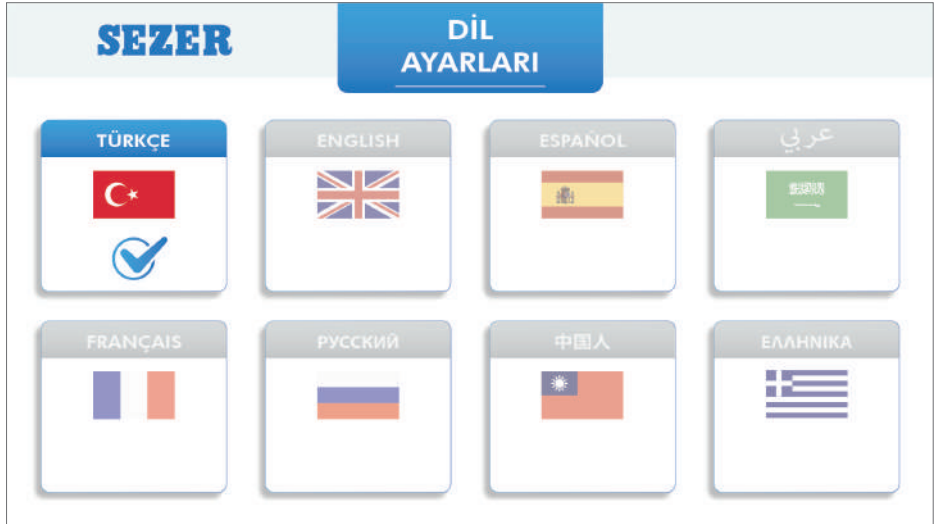 SEZER
DİL
AYARLARI
TÜRKÇE
ENGLISH
ESPAÑOL
عربي
FRANÇAIS
РУССКИЙ
中国人
ΕΛΛΗΝΙΚΑ